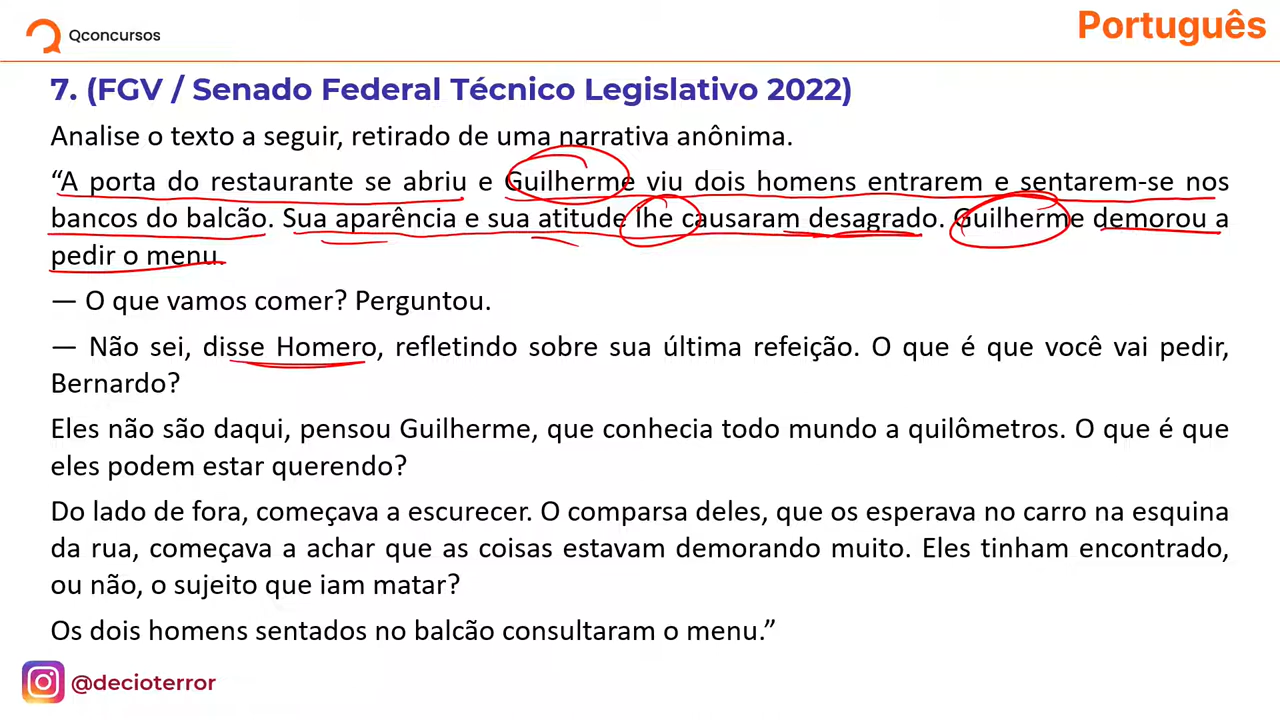 Qconcursos
Português
7. (FGV / Senado Federal Técnico Legislativo 2022)
Analise o texto a seguir, retirado de uma narrativa anônima.
“A porta do restaurante se abriu e Guilherme viu dois homens entrarem e sentarem-se nos
bancos do balcão. Sua aparência e sua atitude lhe causaram desagrado. Guilherme demorou a
pedir o menu.
— O que vamos comer? Perguntou.
— Não sei, disse Homero, refletindo sobre sua última refeição. O que é que você vai pedir,
Bernardo?
Eles não são daqui, pensou Guilherme, que conhecia todo mundo a quilômetros. O que é que
eles podem estar querendo?
Do lado de fora, começava a escurecer. O comparsa deles, que os esperava no carro na esquina
da rua, começava a achar que as coisas estavam demorando muito. Eles tinham encontrado,
ou não, o sujeito que iam matar?
Os dois homens sentados no balcão consultaram o menu.”
@decioterror